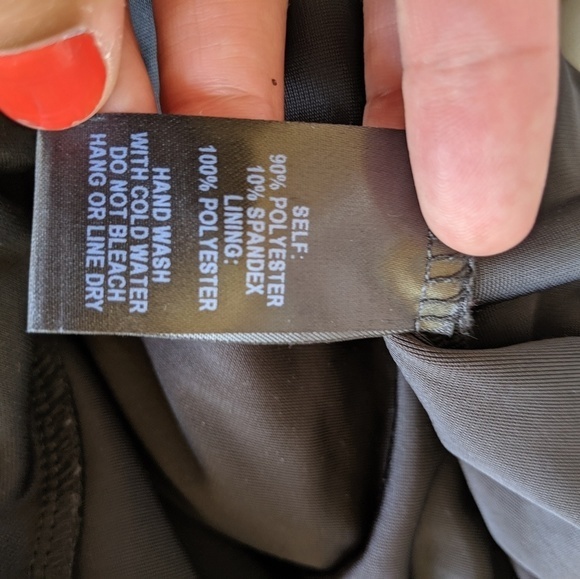 SELF:
90% POLYESTER
10% SPANDEX
LINING:
100% POLYESTER
HAND WASH
WITH COLD WATER
DO NOT BLEACH
HANG OR LINE DRY